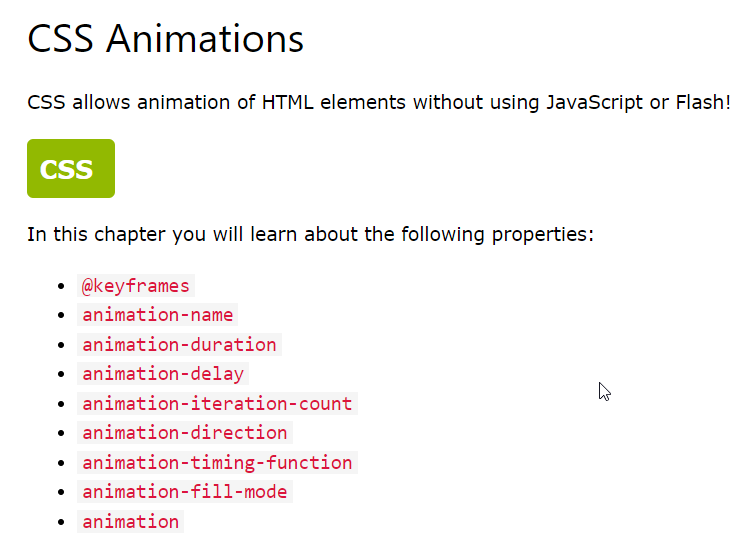 CSS Animations
CSS allows animation of HTML elements without using JavaScript or Flash!
CSS
In this chapter you will learn about the following properties:
@keyframes
animation-name
animation-duration
animation-delay
animation-iteration-count
animation-direction
animation-timing-function
animation-fill-mode
animation